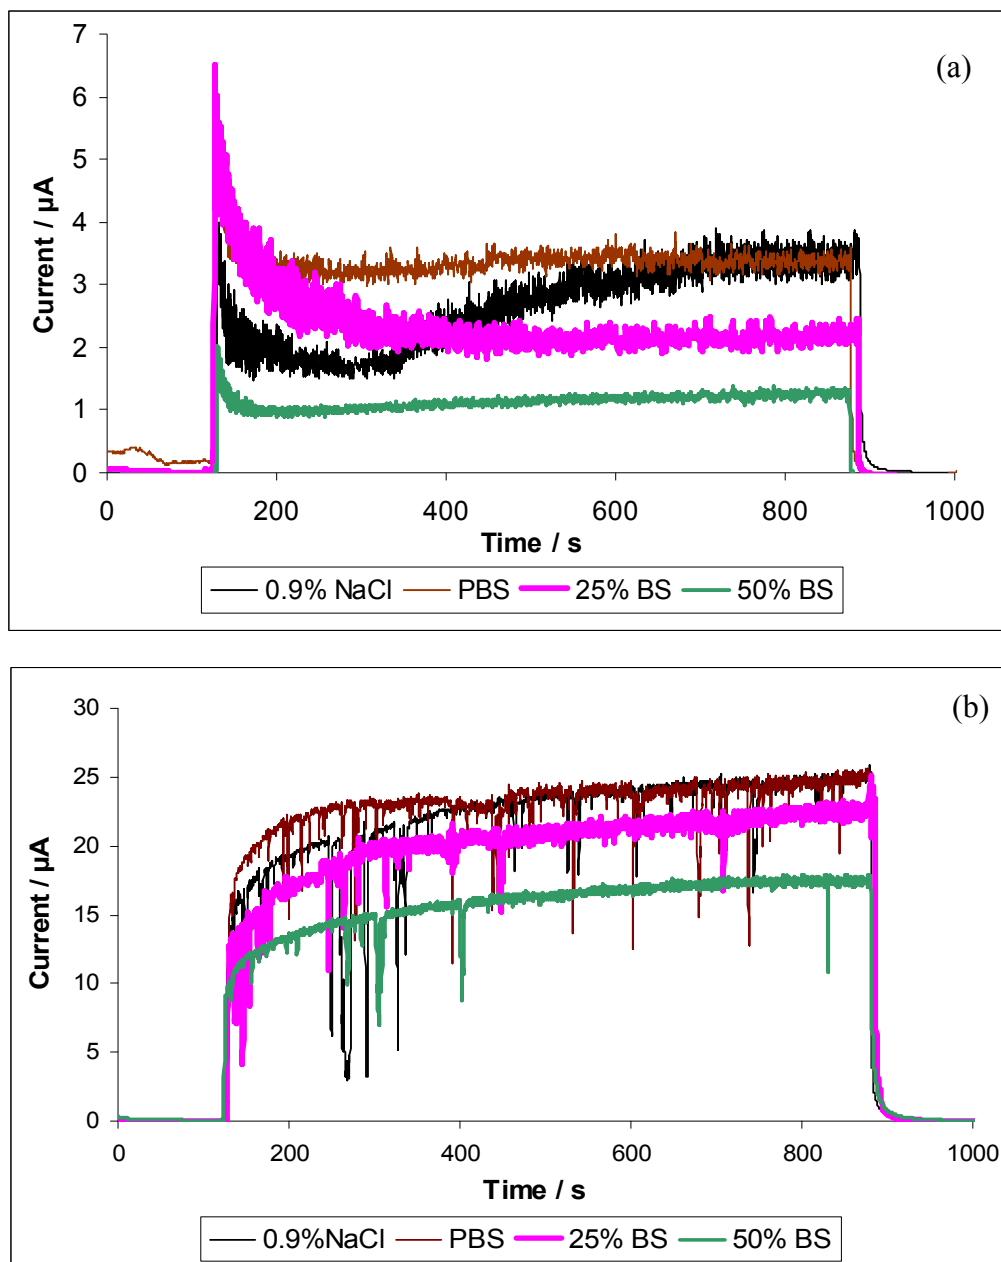 (a)
Current / µA
7
6
5
4
3
2
1
0
0 200 400 600 800 1000
Time / s
0.9% NaCl PBS 25% BS 50% BS
(b)
Current / µA
30
25
20
15
10
5
0
0 200 400 600 800 1000
Time / s
0.9%NaCl PBS 25% BS 50% BS